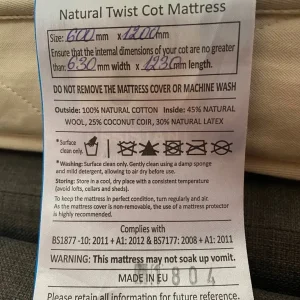 Natural Twist Cot Mattress
Size: 600 mm x 1200mm
Ensure that the internal dimensions of your cot are no greater
than: 630 mm width x 1230 mm length.
DO NOT REMOVE THE MATTRESS COVER OR MACHINE WASH
Outside: 100% NATURAL COTTON Inside: 45% NATURAL
WOOL, 25% COCONUT COIR, 30% NATURAL LATEX
*Surface
clean only.
*Washing: Surface clean only. Gently clean using a damp sponge
and mild detergent, allowing to air dry before use.
Storing: Store in a cool, dry place with a consistent temperature
(avoid lofts, cellars and sheds).
To keep the mattress in perfect condition, turn regularly and air.
As the mattress cover is non-removable, the use of a mattress protector
is highly recommended.
Complies with
BS1877 -10: 2011 + A1: 2012 & BS7177: 2008 + A1: 2011
WARNING: This mattress may not soak up vomit.
MADE IN EU
804
Please retain all information for future reference.